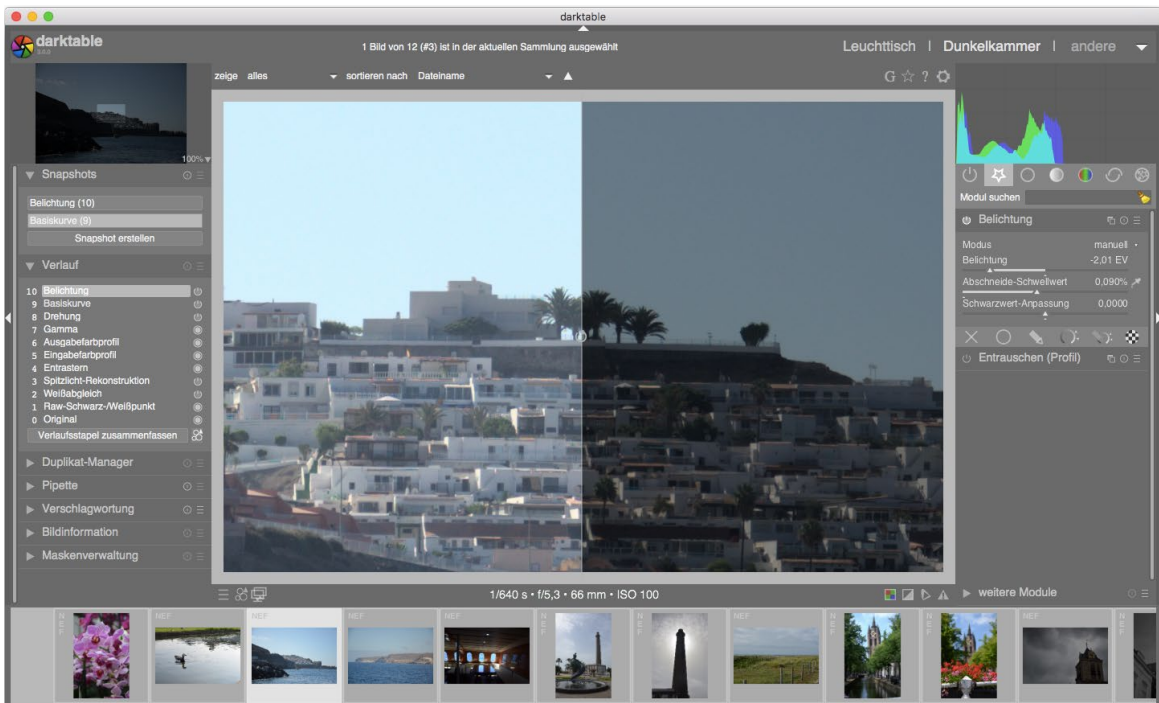 darktable
darktable
1 Bild von 12 (#3) ist in der aktuellen Sammlung ausgewählt
Leuchttisch | Dunkelkammer | andere
zeige alles sortieren nach Dateiname
G ☆ ?
100%
Snapshots
Belichtung (10)
Basiskurve (9)
Snapshot erstellen
Verlauf
10 Belichtung
9 Basiskurve
8 Drehung
7 Gamma
6 Ausgabefarbprofil
5 Eingabefarbprofil
4 Entrastern
3 Spitzlicht-Rekonstruktion
2 Weißabgleich
1 Raw-Schwarz-/Weißpunkt
0 Original
Verlaufsstapel zusammenfassen
Duplikat-Manager
Pipette
Verschlagwortung
Bildinformation
Maskenverwaltung
Modul suchen
Belichtung
Modus manuell
Belichtung -2,01 EV
Abschneide-Schwellwert 0,090%
Schwarzwert-Anpassung 0,0000
Entrauschen (Profil)
1/640 s • f/5,3 • 66 mm • ISO 100
weitere Module
NEF
NEF
NEF
NEF
NEF
NEF
NEF
NEF
NEF
NEF
NEF